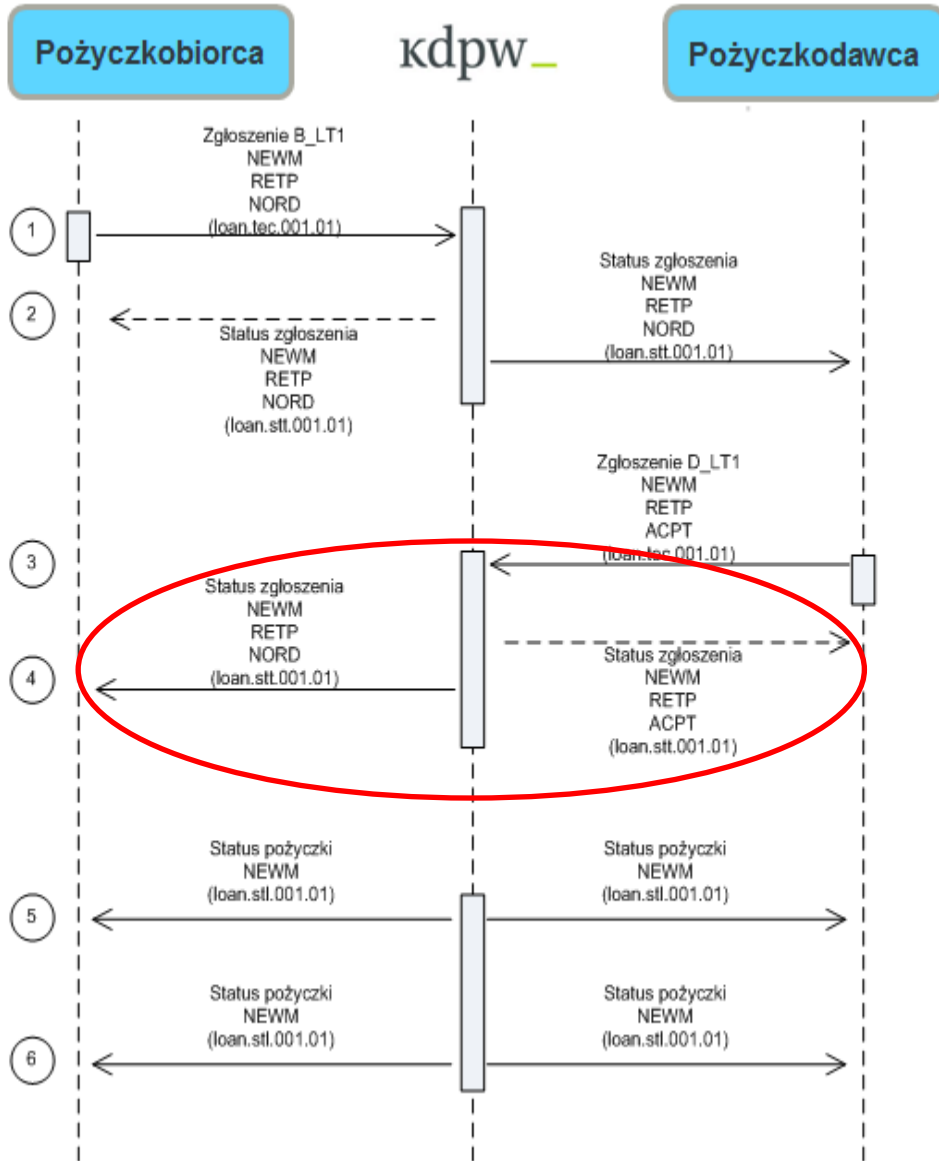 Pożyczkobiorca
kdpw_
Pożyczkodawca
Zgłoszenie B_LT1
NEWM
RETP
NORD
(loan.tec.001.01)
1
Status zgłoszenia
NEWM
RETP
NORD
(loan.stt.001.01)
2
Status zgłoszenia
NEWM
RETP
NORD
(loan.stt.001.01)
Zgłoszenie D_LT1
NEWM
RETP
ACPT
(loan.tec.001.01)
3
Status zgłoszenia
NEWM
RETP
NORD
(loan.stt.001.01)
4
Status zgłoszenia
NEWM
RETP
ACPT
(loan.stt.001.01)
Status pożyczki
NEWM
(loan.stl.001.01)
Status pożyczki
NEWM
(loan.stl.001.01)
5
Status pożyczki
NEWM
(loan.stl.001.01)
Status pożyczki
NEWM
(loan.stl.001.01)
6